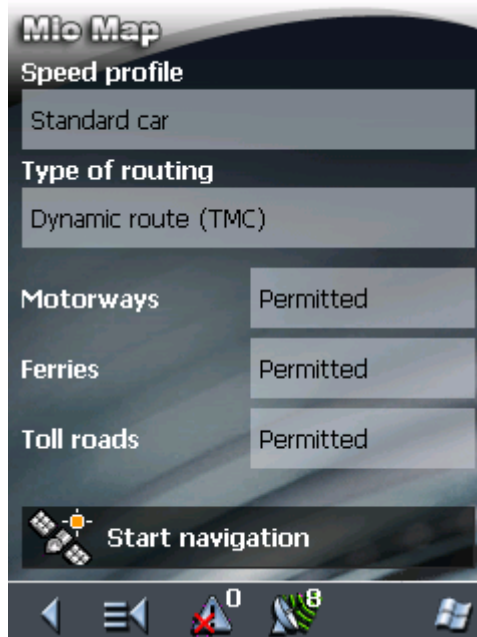 Mio Map
Speed profile
Standard car
Type of routing
Dynamic route (TMC)
Motorways Permitted
Ferries Permitted
Toll roads Permitted
Start navigation
0 8